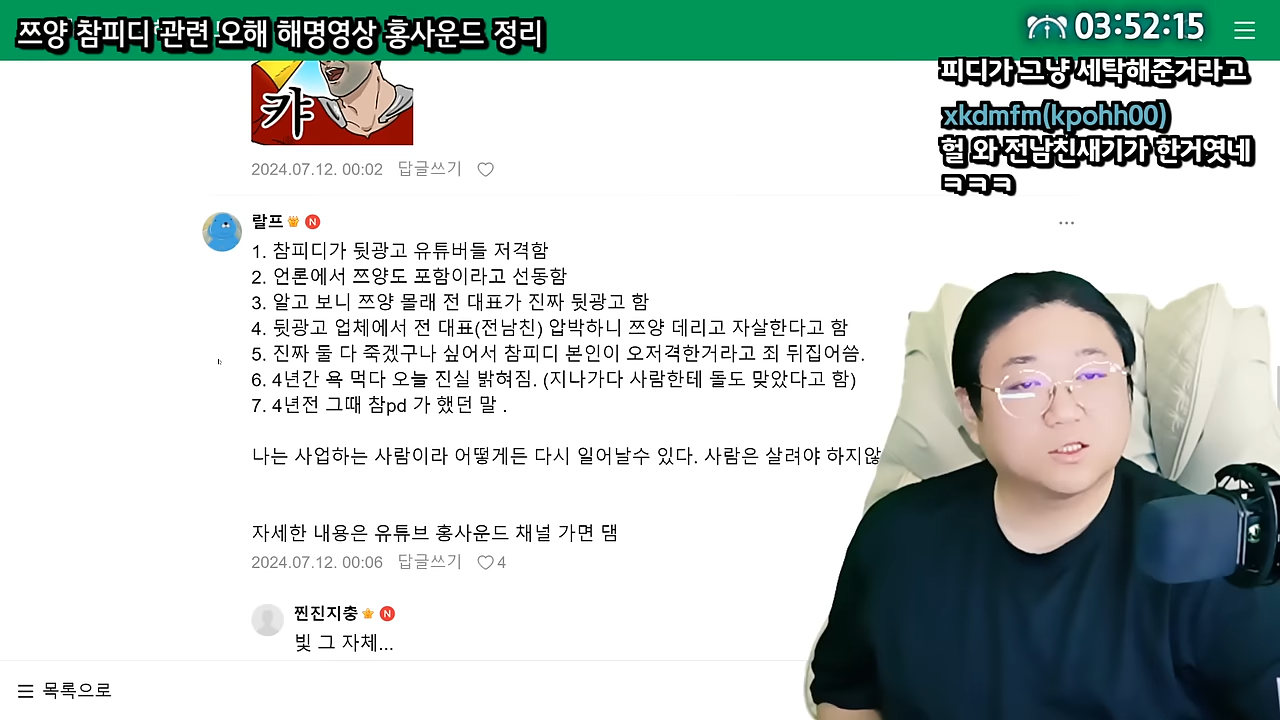 쯔양 참피디 관련 오해 해명영상 홍사운드 정리
03:52:15
피디가 그냥 세탁해준거라고
xkdmfm(kpohh00)
헐 와 전남친새기가 한거엿네
ㅋㅋㅋ
캬
2024.07.12. 00:02 답글쓰기
랄프 N
1. 참피디가 뒷광고 유튜버들 저격함
2. 언론에서 쯔양도 포함이라고 선동함
3. 알고 보니 쯔양 몰래 전 대표가 진짜 뒷광고 함
4. 뒷광고 업체에서 전 대표(전남친) 압박하니 쯔양 데리고 자살한다고 함
5. 진짜 둘 다 죽겠구나 싶어서 참피디 본인이 오저격한거라고 죄 뒤집어씀.
6. 4년간 욕 먹다 오늘 진실 밝혀짐. (지나가다 사람한테 돌도 맞았다고 함)
7. 4년전 그때 참pd 가 했던 말 .
나는 사업하는 사람이라 어떻게든 다시 일어날수 있다. 사람은 살려야 하지않
자세한 내용은 유튜브 홍사운드 채널 가면 댐
2024.07.12. 00:06 답글쓰기 4
찐진지충 N
빛 그 자체...
목록으로